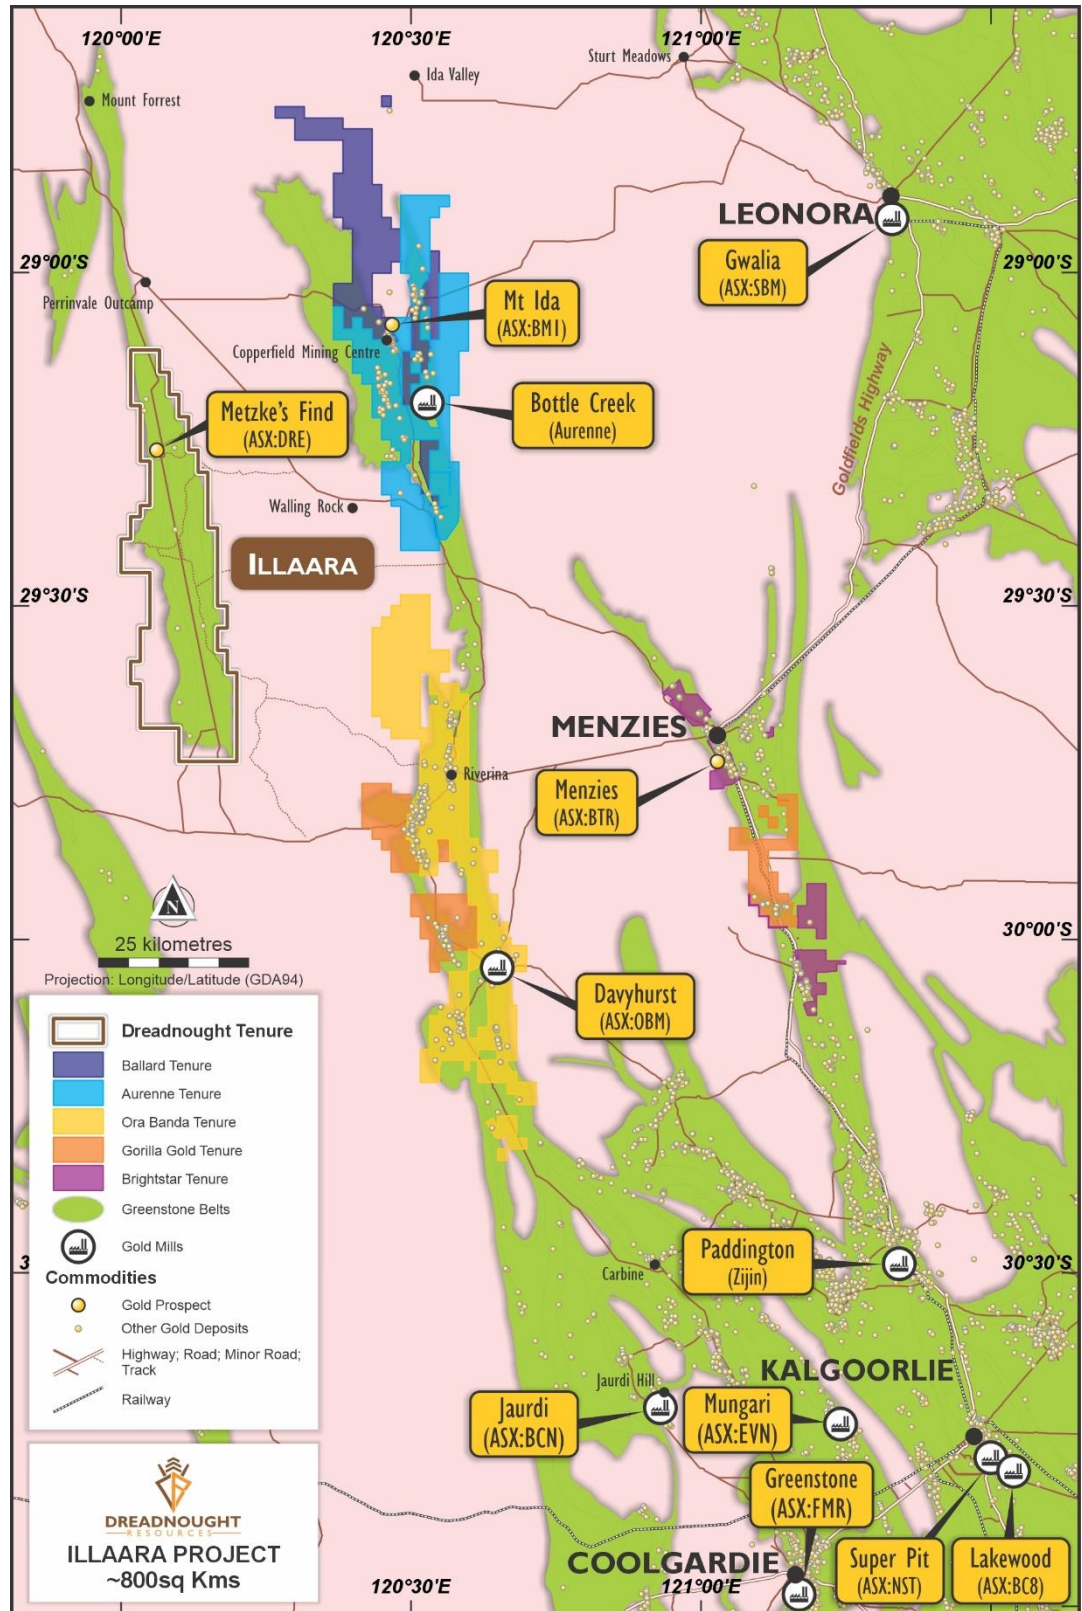 120°00'E
120°30'E
121°00'E
Sturt Meadows
Ida Valley
Mount Forrest
LEONORA
Gwalia
(ASX:SBM)
29°00'S
29°00'S
Perrinvale Outcamp
Mt Ida
(ASX:BM1)
Copperfield Mining Centre
Bottle Creek
(Aurenne)
Metzke's Find
(ASX:DRE)
Goldfields Highway
Walling Rock
ILLAARA
29°30'S
29°30'S
MENZIES
Riverina
Menzies
(ASX:BTR)
N
25 kilometres
Projection: Longitude/Latitude (GDA94)
30°00'S
Davyhurst
(ASX:OBM)
Dreadnought Tenure
Ballard Tenure
Aurenne Tenure
Ora Banda Tenure
Gorilla Gold Tenure
Brightstar Tenure
Greenstone Belts
Gold Mills
Commodities
Gold Prospect
Other Gold Deposits
Highway; Road; Minor Road;
Track
Railway
3
Paddington
(Zijin)
30°30'S
Carbine
KALGOORLIE
Jaurdi Hill
Jaurdi
(ASX:BCN)
Mungari
(ASX:EVN)
Greenstone
(ASX:FMR)
Super Pit
(ASX:NST)
Lakewood
(ASX:BC8)
COOLGARDIE
DREADNOUGHT
RESOURCES
ILLAARA PROJECT
~800sq Kms
120°30'E
121°00'E